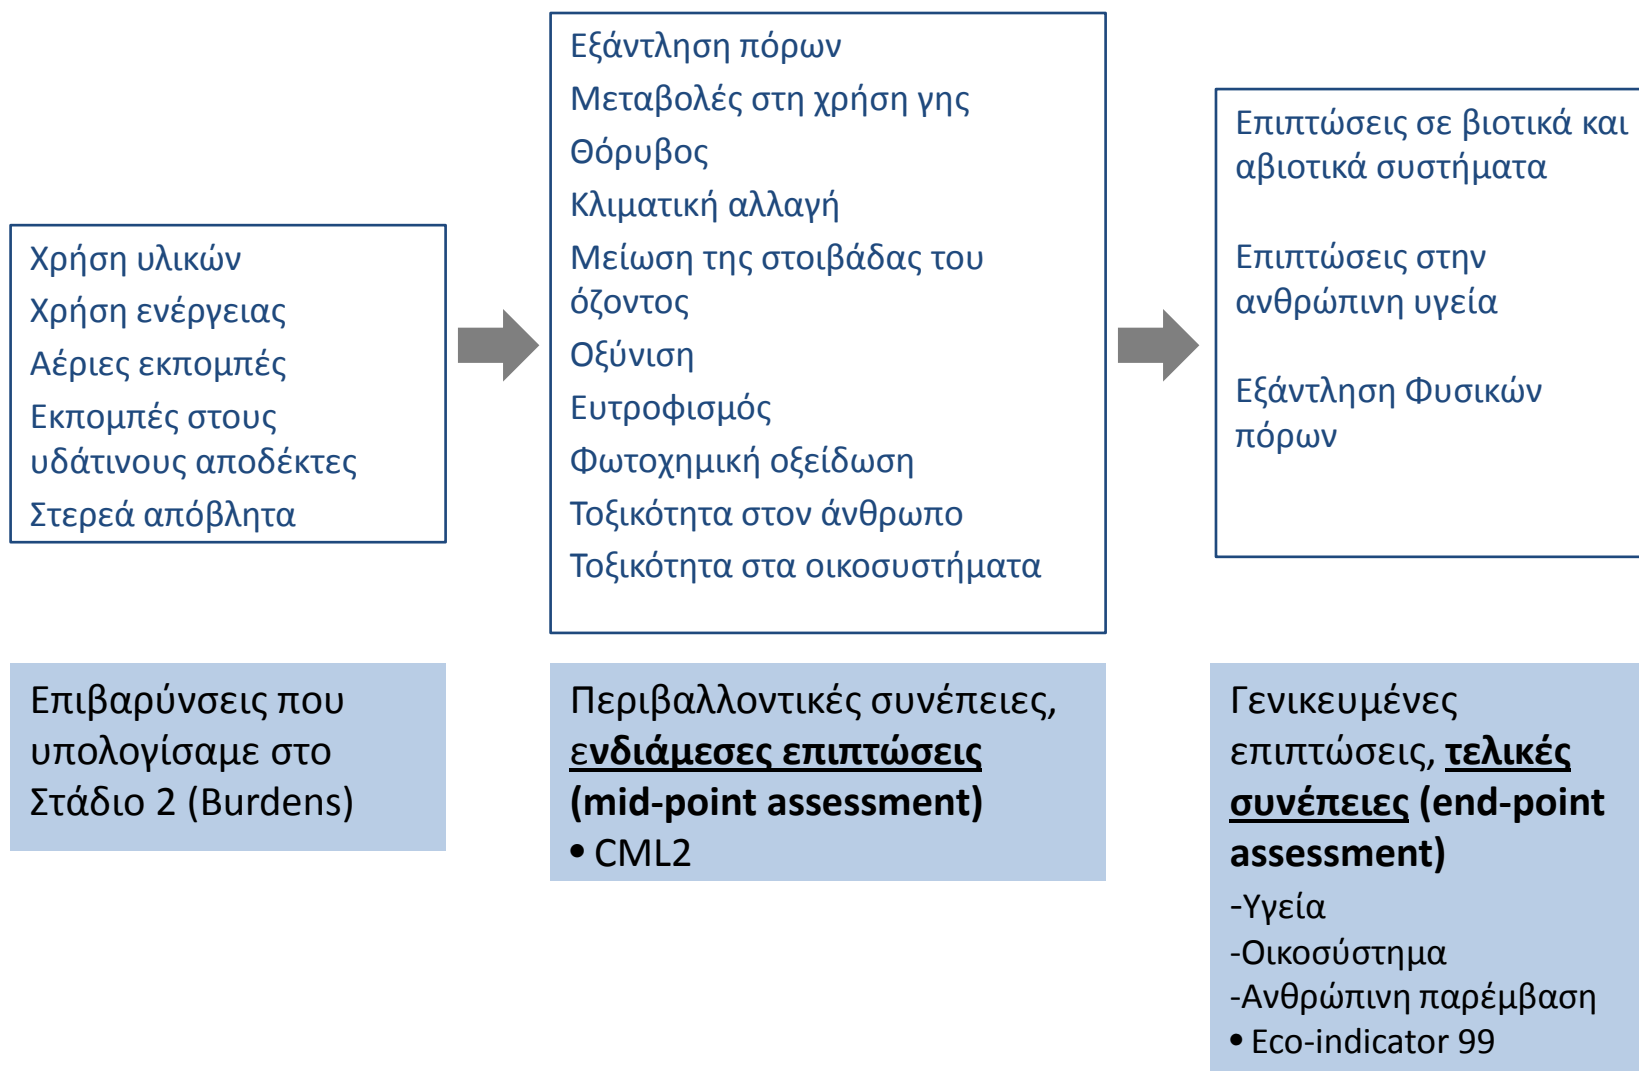 Χρήση υλικών
Χρήση ενέργειας
Αέριες εκπομπές
Εκπομπές στους
υδάτινους αποδέκτες
Στερεά απόβλητα
Εξάντληση πόρων
Μεταβολές στη χρήση γης
Θόρυβος
Κλιματική αλλαγή
Μείωση της στοιβάδας του
όζοντος
Οξύνιση
Ευτροφισμός
Φωτοχημική οξείδωση
Τοξικότητα στον άνθρωπο
Τοξικότητα στα οικοσυστήματα
Επιπτώσεις σε βιοτικά και
αβιοτικά συστήματα
Επιπτώσεις στην
ανθρώπινη υγεία
Εξάντληση Φυσικών
πόρων
Επιβαρύνσεις που
υπολογίσαμε στο
Στάδιο 2 (Burdens)
Περιβαλλοντικές συνέπειες,
ενδιάμεσες επιπτώσεις
(mid-point assessment)
• CML2
Γενικευμένες
επιπτώσεις, τελικές
συνέπειες (end-point
assessment)
-Υγεία
-Οικοσύστημα
-Ανθρώπινη παρέμβαση
• Eco-indicator 99